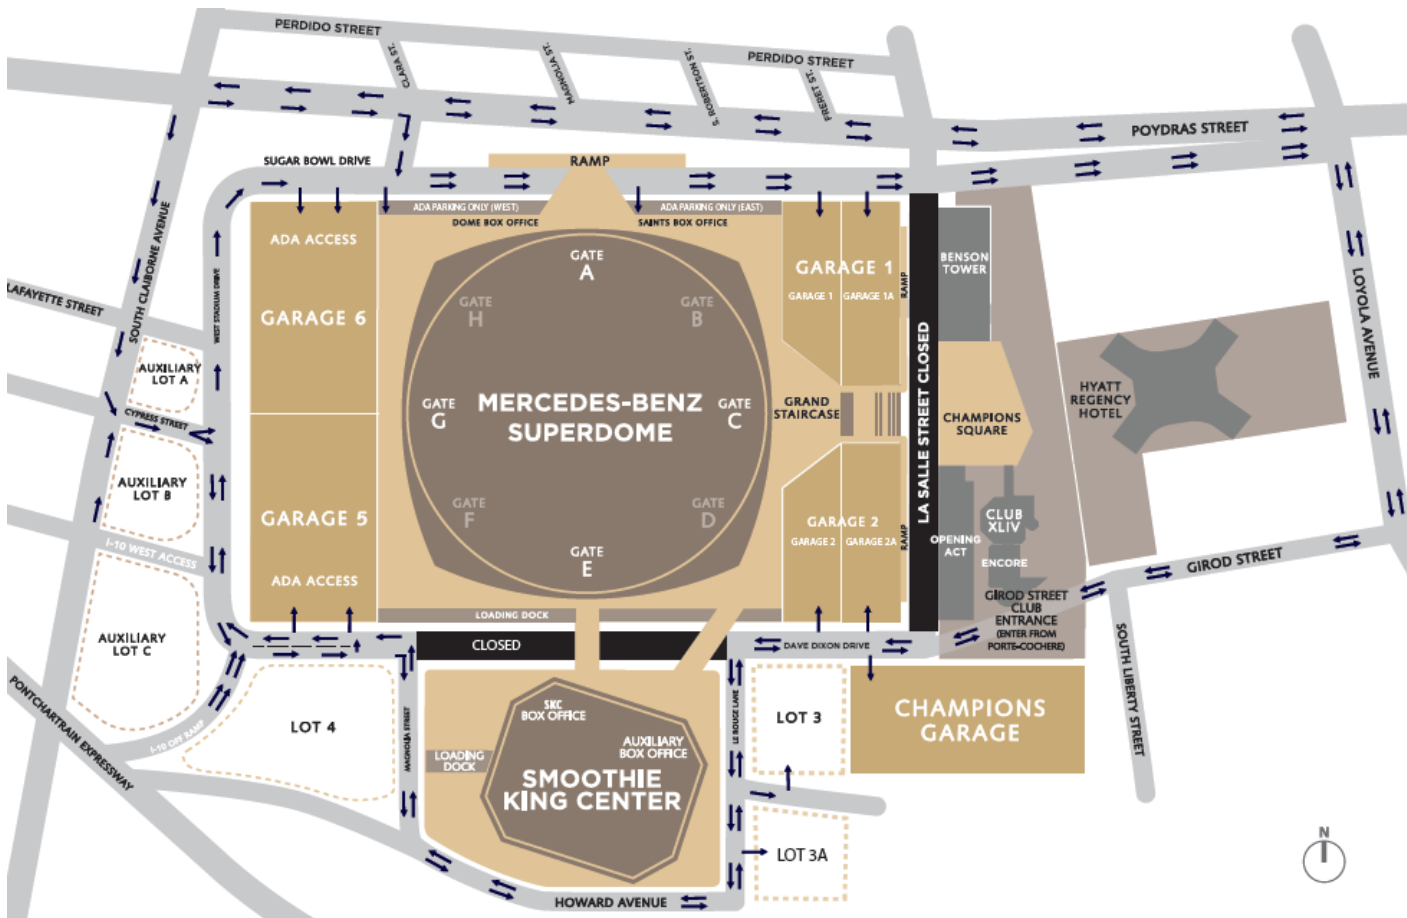 PERDIDO STREET
PERDIDO STREET
CLARA ST.
MAGNOLIA ST.
S. ROBERTSON ST.
FRERET ST.
POYDRAS STREET
SUGAR BOWL DRIVE
RAMP
ADA PARKING ONLY (WEST)
ADA PARKING ONLY (EAST)
DOME BOX OFFICE
SAINTS BOX OFFICE
SOUTH CLAIBORNE AVENUE
WEST STADIUM DRIVE
LAFAYETTE STREET
ADA ACCESS
GARAGE 6
GATE
A
GATE
H
GATE
B
GATE
G
GATE
C
MERCEDES-BENZ
SUPERDOME
GATE
F
GATE
D
GATE
E
GARAGE 1
GARAGE 1
GARAGE 1A
RAMP
BENSON
TOWER
LOYOLA AVENUE
LA SALLE STREET CLOSED
HYATT
REGENCY
HOTEL
GRAND
STAIRCASE
CHAMPIONS
SQUARE
AUXILIARY
LOT A
CYPRESS STREET
AUXILIARY
LOT B
I-10 WEST ACCESS
GARAGE 5
ADA ACCESS
GARAGE 2
GARAGE 2
GARAGE 2A
RAMP
CLUB
XLIV
OPENING
ACT
ENCORE
GIROD STREET
GIROD STREET
CLUB
ENTRANCE
(ENTER FROM
PORTE-COCHERE)
LOADING DOCK
CLOSED
DAVE DIXON DRIVE
AUXILIARY
LOT C
SOUTH LIBERTY STREET
PONTCHARTRAIN EXPRESSWAY
I-10 OFF RAMP
LOT 4
MAGNOLIA STREET
SKC
BOX OFFICE
AUXILIARY
BOX OFFICE
LOADING
DOCK
SMOOTHIE
KING CENTER
LE ROUGE LANE
LOT 3
CHAMPIONS
GARAGE
LOT 3A
HOWARD AVENUE
N